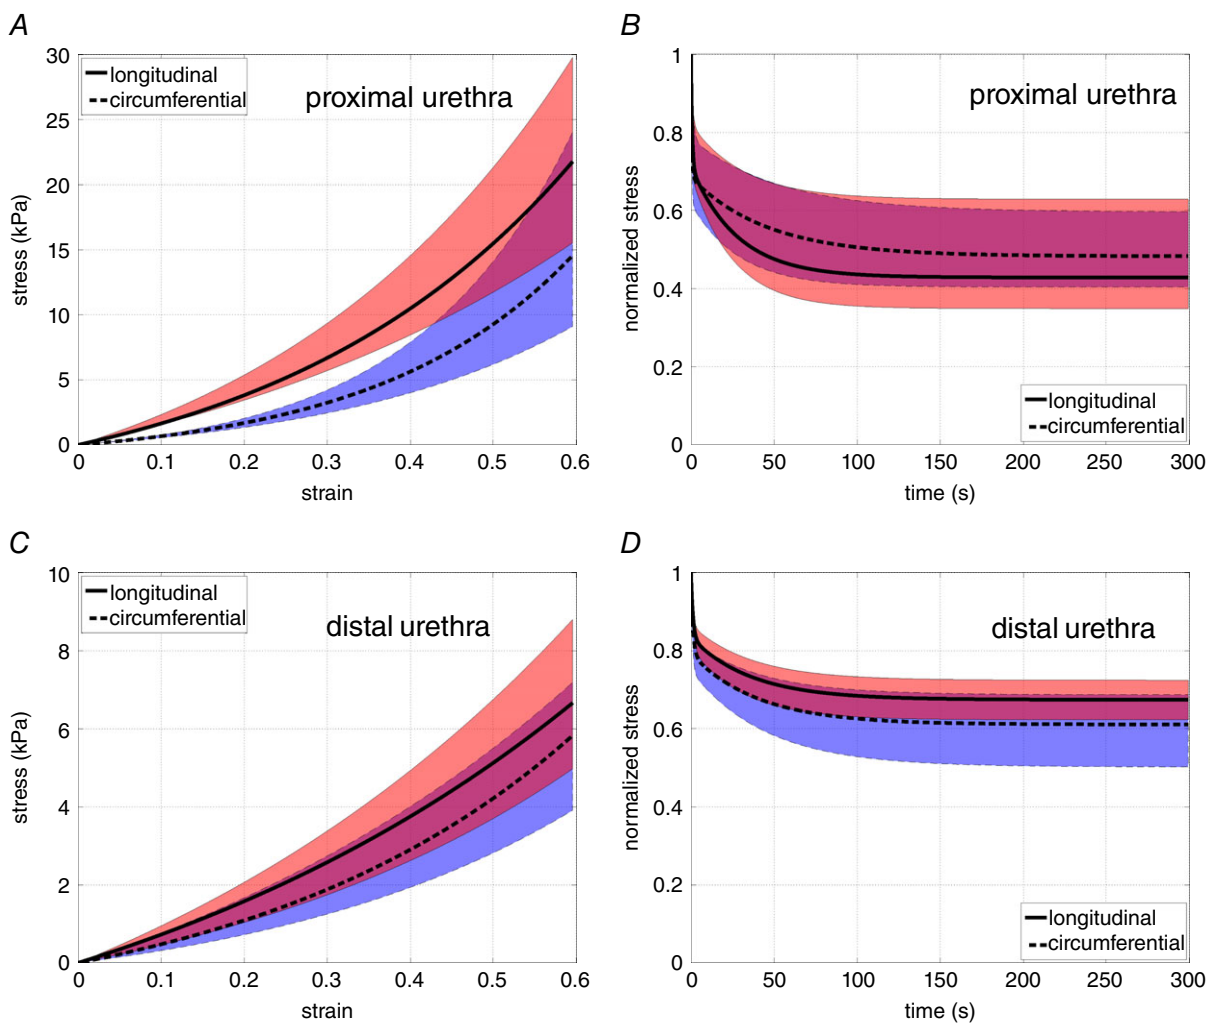 A
30
25
20
15
10
5
0
stress (kPa)
longitudinal
circumferential
proximal urethra
0 0.1 0.2 0.3 0.4 0.5 0.6
strain
B
1
0.8
0.6
0.4
0.2
0
normalized stress
proximal urethra
longitudinal
circumferential
0 50 100 150 200 250 300
time (s)
C
10
8
6
4
2
0
stress (kPa)
longitudinal
circumferential
distal urethra
0 0.1 0.2 0.3 0.4 0.5 0.6
strain
D
1
0.8
0.6
0.4
0.2
0
normalized stress
distal urethra
longitudinal
circumferential
0 50 100 150 200 250 300
time (s)